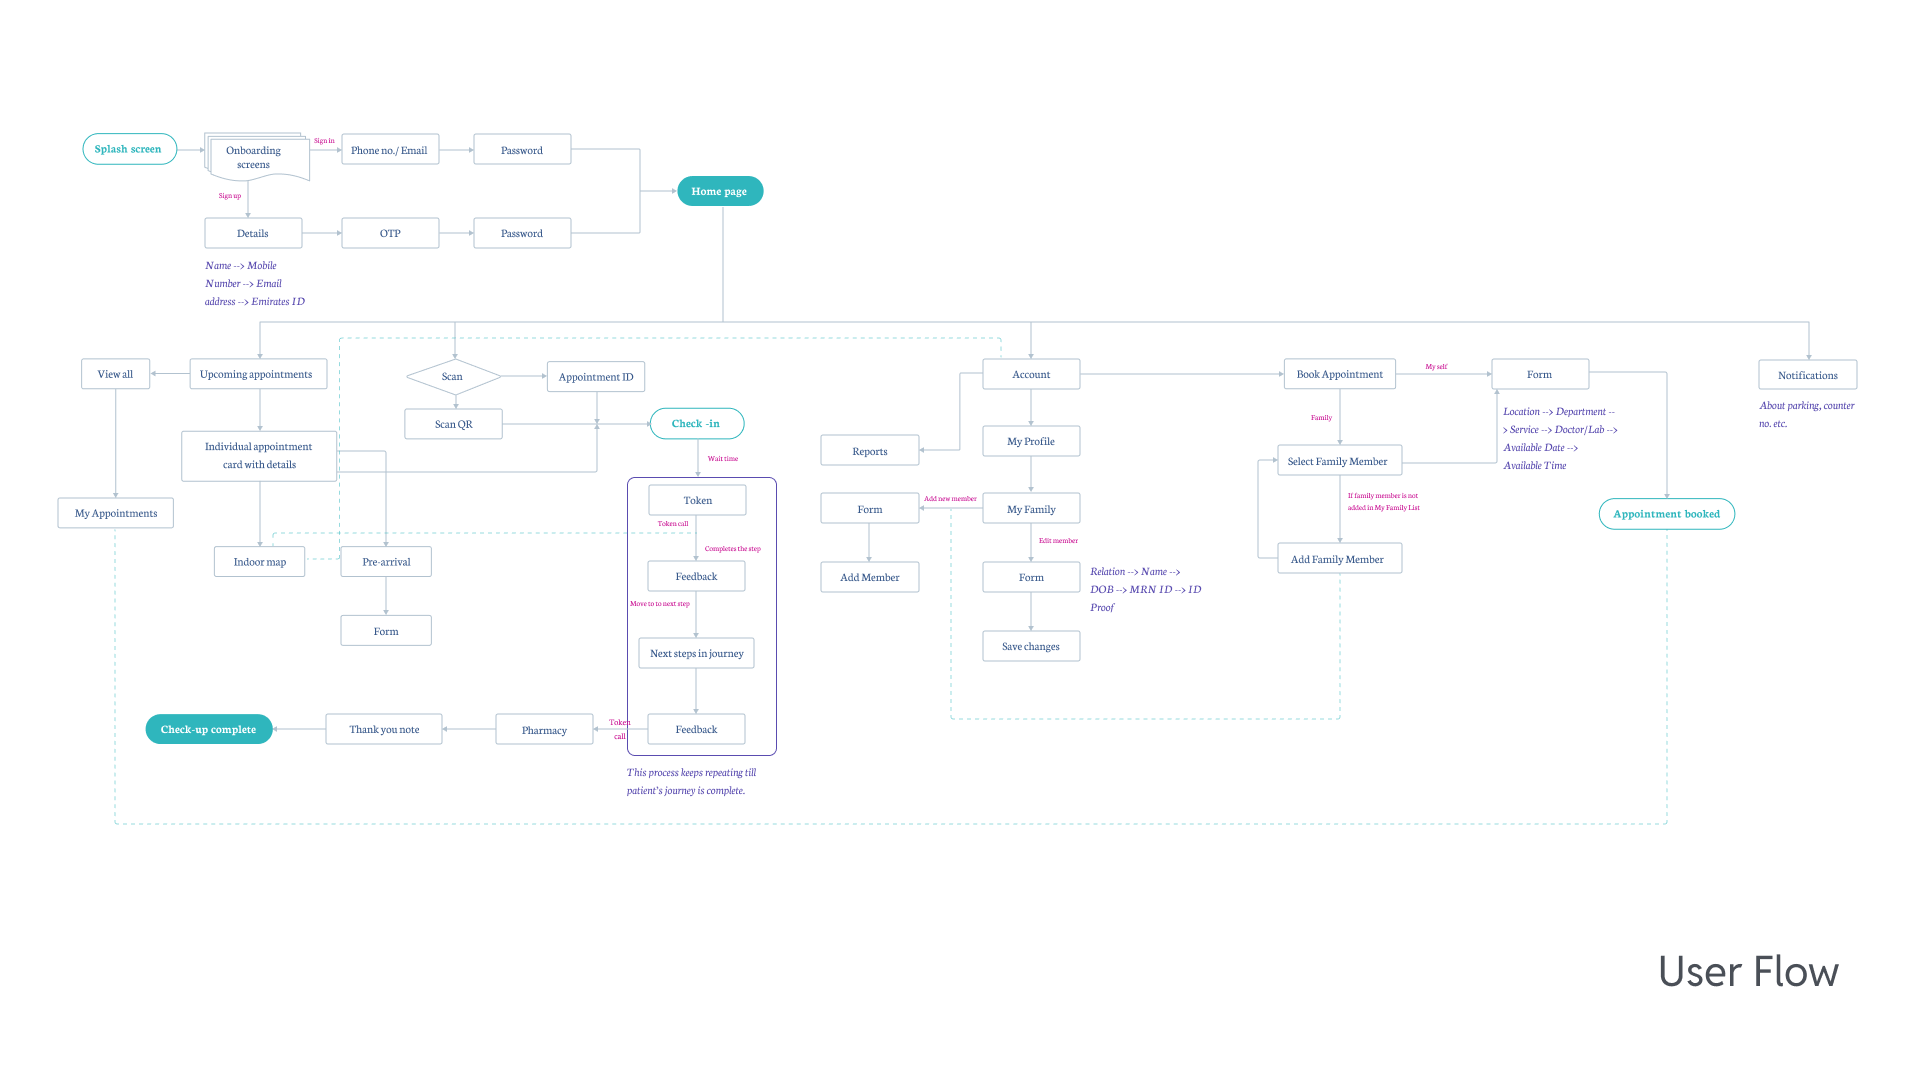 Splash screen
Onboarding
screens
Sign in
Phone no./ Email
Password
Home page
Sign up
Details
OTP
Password
Name --> Mobile
Number --> Email
address --> Emirates ID
View all
Upcoming appointments
Scan
Appointment ID
Account
Book Appointment
My self
Form
Notifications
Scan QR
Check -in
Family
Location --> Department --
> Service --> Doctor/Lab -->
Available Date -->
Available Time
About parking, counter
no. etc.
Individual appointment
card with details
Wait time
Reports
My Profile
Select Family Member
My Appointments
Token
Token call
Form
Add new member
My Family
If family member is not
added in My Family List
Appointment booked
Completes the step
Edit member
Indoor map
Pre-arrival
Feedback
Add Member
Form
Relation --> Name -->
DOB --> MRN ID --> ID
Proof
Add Family Member
Move to to next step
Form
Next steps in journey
Save changes
Check-up complete
Thank you note
Pharmacy
Token
call
Feedback
This process keeps repeating till
patient's journey is complete.
User Flow